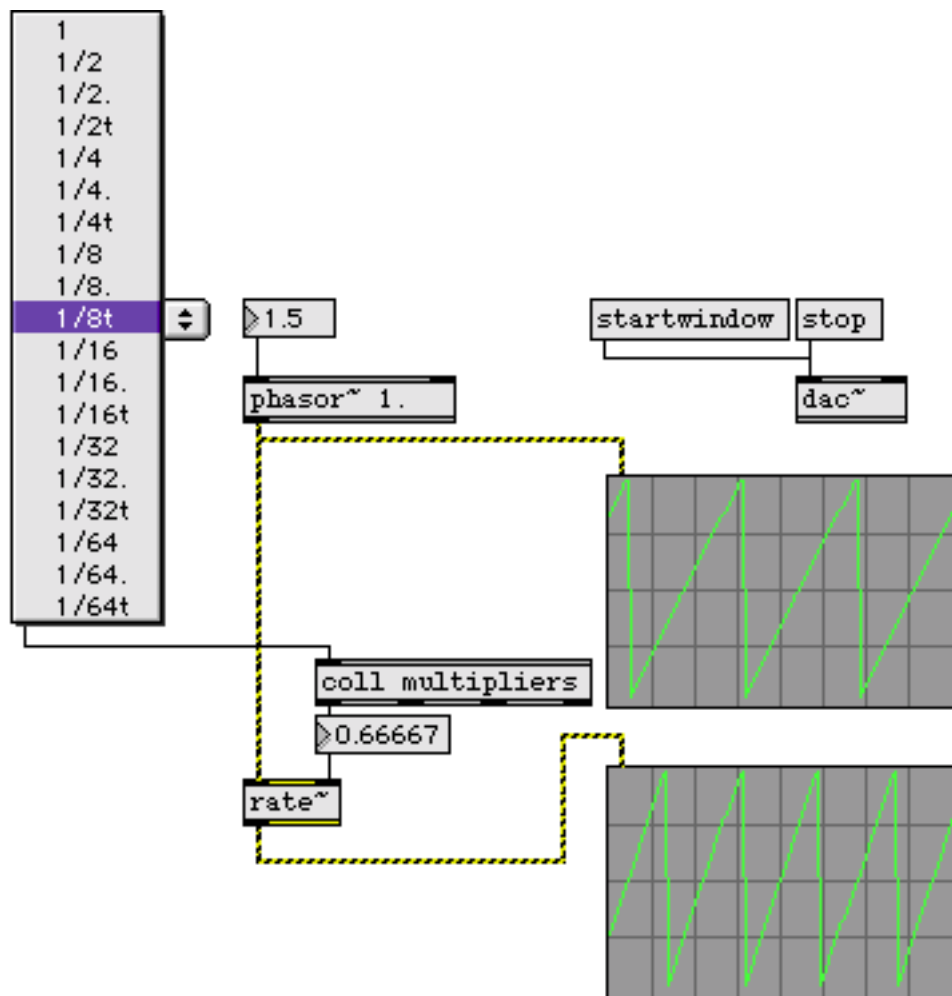 1
1/2
1/2.
1/2t
1/4
1/4.
1/4t
1/8
1/8.
1/8t
1/16
1/16.
1/16t
1/32
1/32.
1/32t
1/64
1/64.
1/64t
1.5
startwindow
stop
phasor~ 1.
dac~
coll multipliers
0.66667
rate~